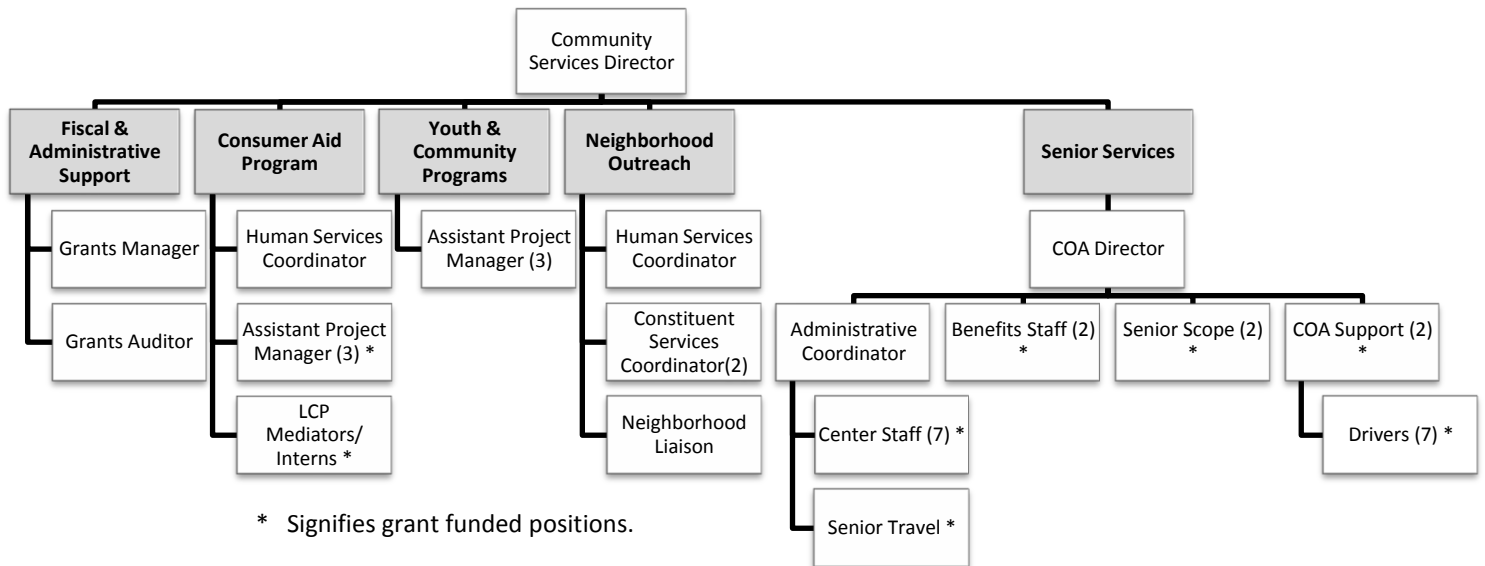 Community
Services Director
Fiscal &
Administrative
Support
Consumer Aid
Program
Youth &
Community
Programs
Neighborhood
Outreach
Senior Services
Grants Manager
Human Services
Coordinator
Assistant Project
Manager (3)
Human Services
Coordinator
COA Director
Grants Auditor
Assistant Project
Manager (3) *
Constituent
Services
Coordinator(2)
Administrative
Coordinator
Benefits Staff (2)
*
Senior Scope (2)
*
COA Support (2)
*
LCP
Mediators/
Interns *
Neighborhood
Liaison
Center Staff (7) *
Drivers (7) *
Senior Travel *
* Signifies grant funded positions.